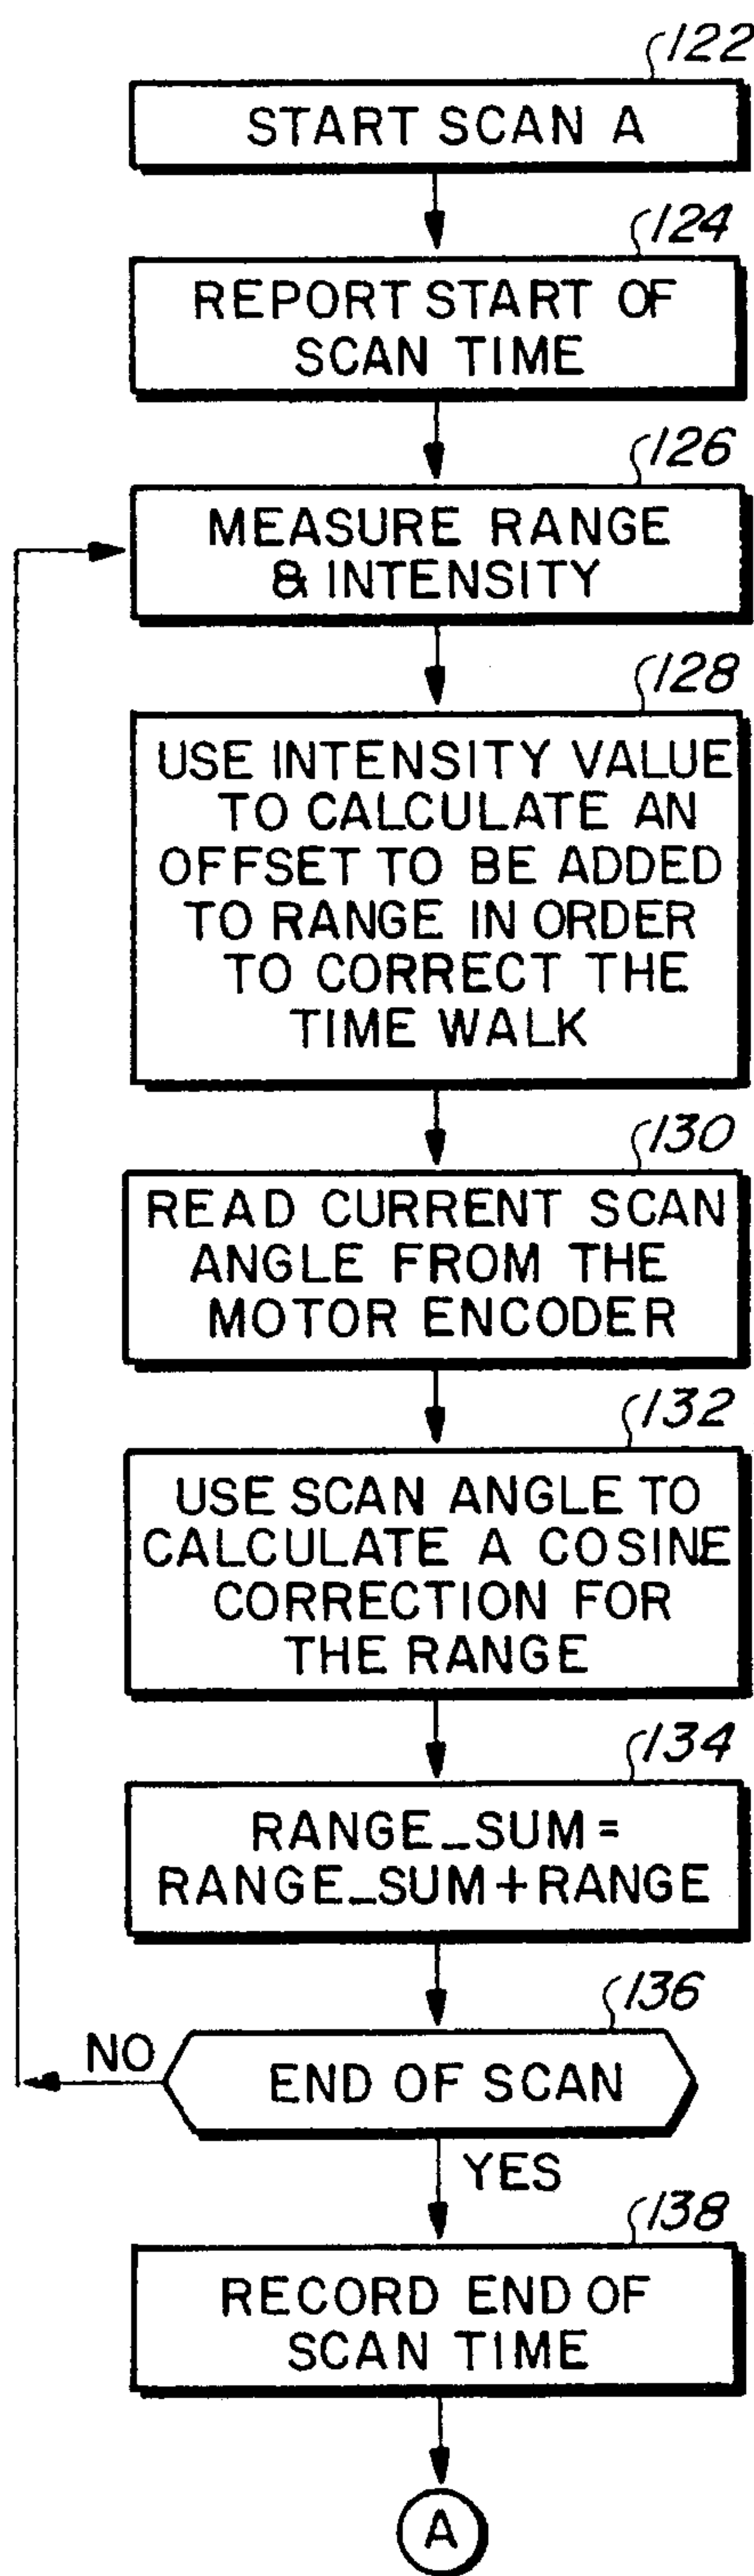 122
START SCAN A
124
REPORT START OF
SCAN TIME
126
MEASURE RANGE
& INTENSITY
128
USE INTENSITY VALUE
TO CALCULATE AN
OFFSET TO BE ADDED
TO RANGE IN ORDER
TO CORRECT THE
TIME WALK
130
READ CURRENT SCAN
ANGLE FROM THE
MOTOR ENCODER
132
USE SCAN ANGLE TO
CALCULATE A COSINE
CORRECTION FOR
THE RANGE
134
RANGE_SUM =
RANGE_SUM + RANGE
136
NO
END OF SCAN
YES
138
RECORD END OF
SCAN TIME
A